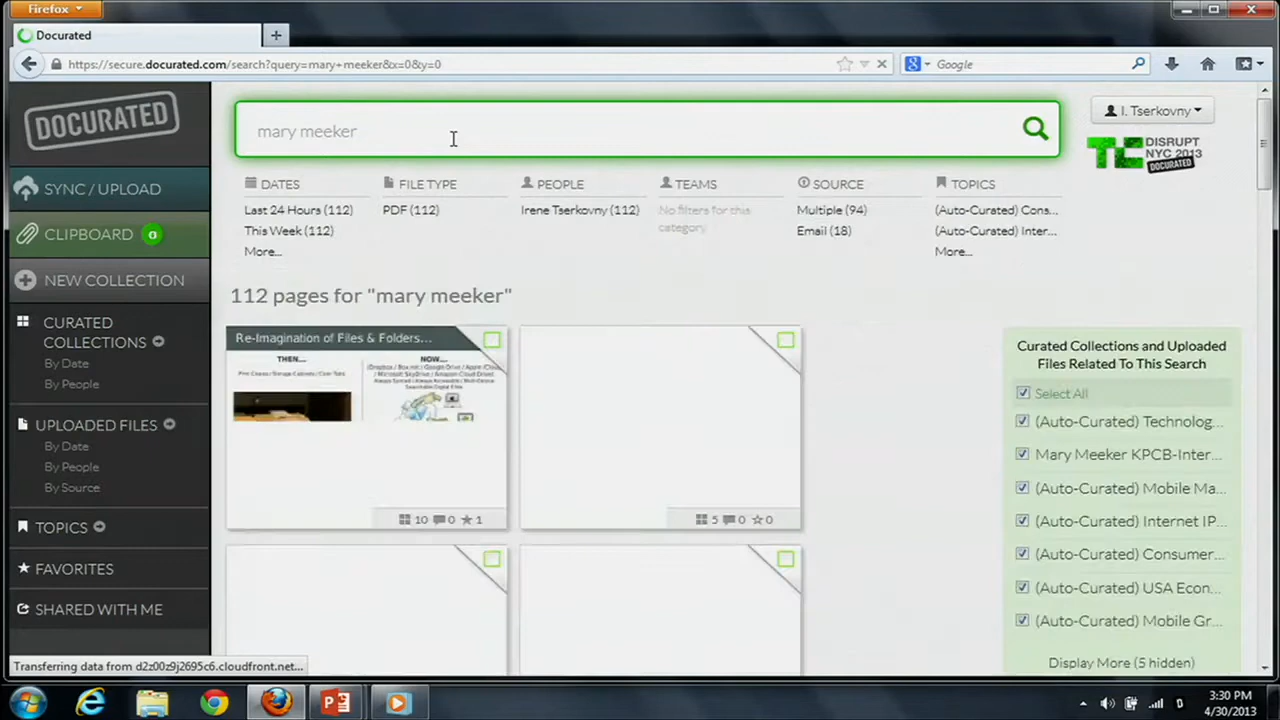 Firefox
Docurated
https://secure.docurated.com/search?query=mary+meeker&x=0&y=0
Google
DOCURATED
mary meeker
I. Tserkovny
TC DISRUPT
NYC 2013
DOCURATED
SYNC / UPLOAD
CLIPBOARD 0
NEW COLLECTION
CURATED
COLLECTIONS
By Date
By People
UPLOADED FILES
By Date
By People
By Source
TOPICS
FAVORITES
SHARED WITH ME
DATES
Last 24 Hours (112)
This Week (112)
More...
FILE TYPE
PDF (112)
PEOPLE
Irene Tserkovny (112)
TEAMS
No filters for this
category
SOURCE
Multiple (94)
Email (18)
TOPICS
(Auto-Curated) Cons...
(Auto-Curated) Inter...
More...
112 pages for "mary meeker"
Re-Imagination of Files & Folders...
THEN...
NOW...
10 0 1
5 0 0
Curated Collections and Uploaded
Files Related To This Search
Select All
(Auto-Curated) Technolog...
Mary Meeker KPCB-Inter...
(Auto-Curated) Mobile Ma...
(Auto-Curated) Internet IP...
(Auto-Curated) Consumer...
(Auto-Curated) USA Econ...
(Auto-Curated) Mobile Gr...
Display More (5 hidden)
Transferring data from d2z00z9j2695c6.cloudfront.net...
3:30 PM
4/30/2013